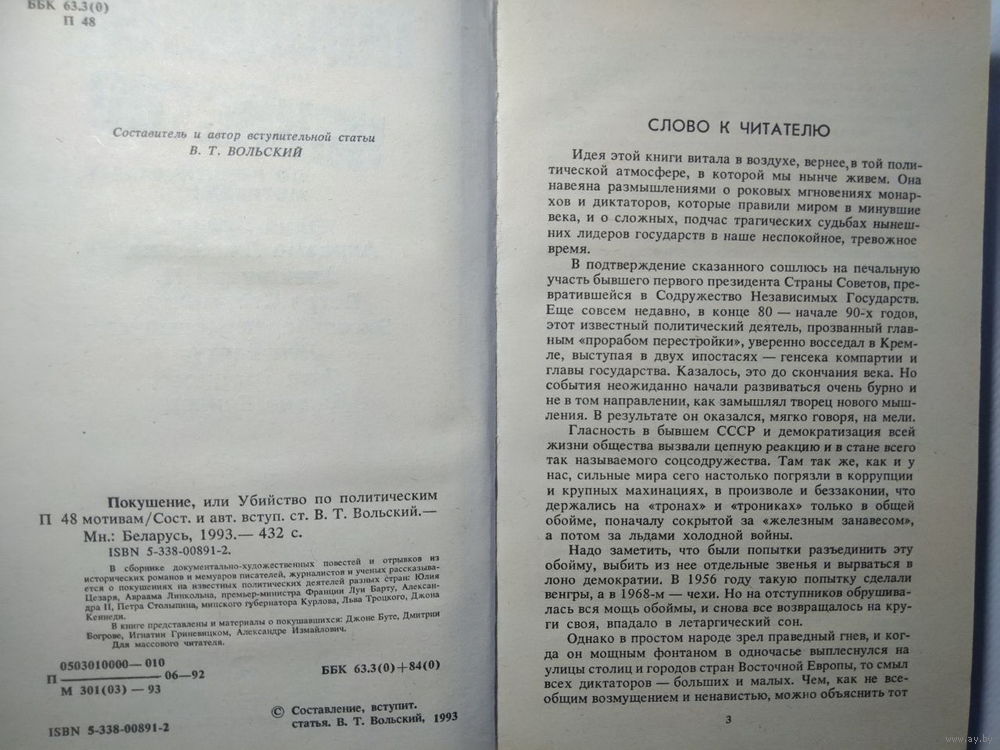 ББК 63.3(0)
П 48
Составитель и автор вступительной статьи
В. Т. ВОЛЬСКИЙ
Покушение, или Убийство по политическим
П 48 мотивам/Сост. и авт. вступ. ст. В. Т. Вольский.—
Мн.: Беларусь, 1993.— 432 с.
ISBN 5-338-00891-2.
В сборнике документально-художественных повестей и отрывков из
исторических романов и мемуаров писателей, журналистов и ученых рассказыва-
ется о покушениях на известных политических деятелей разных стран: Юлия
Цезаря, Авраама Линкольна, премьер-министра Франции Луи Барту, Алексан-
дра II, Петра Столыпина, минского губернатора Курлова, Льва Троцкого, Джона
Кеннеди.
В книге представлены и материалы о покушавшихся: Джоне Буте, Дмитрии
Богрове, Игнатии Гриневицком, Александре Измайлович.
Для массового читателя.
0503010000—010
П 06—92
М 301(03)—93
ББК 63.3(0)+84(0)
© Составление, вступит.
статья. В. Т. Вольский, 1993
ISBN 5-338-00891-2
СЛОВО К ЧИТАТЕЛЮ
Идея этой книги витала в воздухе, вернее, в той поли-
тической атмосфере, в которой мы нынче живем. Она
навеяна размышлениями о роковых мгновениях монар-
хов и диктаторов, которые правили миром в минувшие
века, и о сложных, подчас трагических судьбах нынеш-
них лидеров государств в наше неспокойное, тревожное
время.
В подтверждение сказанного сошлюсь на печальную
участь бывшего первого президента Страны Советов, пре-
вратившейся в Содружество Независимых Государств.
Еще совсем недавно, в конце 80 — начале 90-х годов,
этот известный политический деятель, прозванный глав-
ным «прорабом перестройки», уверенно восседал в Крем-
ле, выступая в двух ипостасях — генсека компартии и
главы государства. Казалось, это до скончания века. Но
события неожиданно начали развиваться очень бурно и
не в том направлении, как замышлял творец нового мыш-
ления. В результате он оказался, мягко говоря, на мели.
Гласность в бывшем СССР и демократизация всей
жизни общества вызвали цепную реакцию и в стане всего
так называемого соцсодружества. Там так же, как и у
нас, сильные мира сего настолько погрязли в коррупции
и крупных махинациях, в произволе и беззаконии, что
держались на «тронах» и «трониках» только в общей
обойме, поначалу сокрытой за «железным занавесом»,
а потом за льдами холодной войны.
Надо заметить, что были попытки разъединить эту
обойму, выбить из нее отдельные звенья и вырваться в
лоно демократии. В 1956 году такую попытку сделали
венгры, а в 1968-м — чехи. Но на отступников обрушива-
лась вся мощь обоймы, и снова все возвращалось на кру-
ги своя, впадало в летаргический сон.
Однако в простом народе зрел праведный гнев, и ког-
да он мощным фонтаном в одночасье выплеснулся на
улицы столиц и городов стран Восточной Европы, то смыл
всех диктаторов — больших и малых. Чем, как не все-
общим возмущением и ненавистью, можно объяснить тот
3
www.ay.by